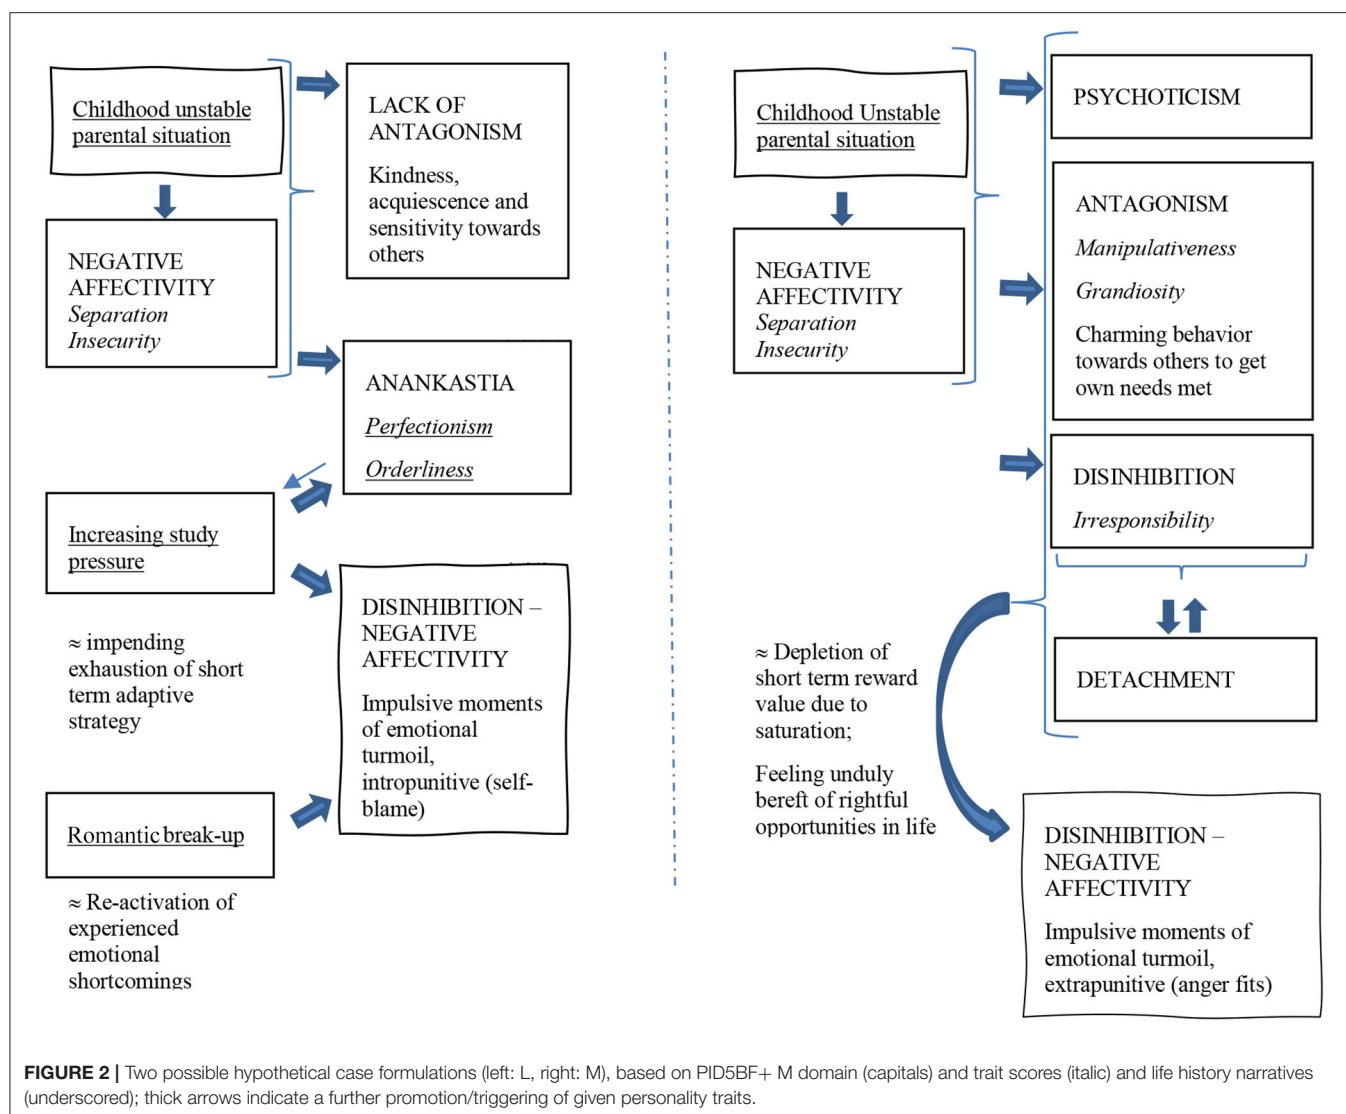 Childhood unstable
parental situation
NEGATIVE
AFFECTIVITY
Separation
Insecurity
LACK OF
ANTAGONISM
Kindness,
acquiescence and
sensitivity towards
others
ANANKASTIA
Perfectionism
Orderliness
Increasing study
pressure
≈ impending
exhaustion of short
term adaptive
strategy
DISINHIBITION –
NEGATIVE
AFFECTIVITY
Impulsive moments
of emotional
turmoil,
intropunitive (self-
blame)
Romantic break-up
≈ Re-activation of
experienced
emotional
shortcomings
Childhood Unstable
parental situation
NEGATIVE
AFFECTIVITY
Separation
Insecurity
PSYCHOTICISM
ANTAGONISM
Manipulativeness
Grandiosity
Charming behavior
towards others to get
own needs met
DISINHIBITION
Irresponsibility
DETACHMENT
≈ Depletion of
short term reward
value due to
saturation;
Feeling unduly
bereft of rightful
opportunities in life
DISINHIBITION –
NEGATIVE
AFFECTIVITY
Impulsive moments of
emotional turmoil,
extrapunitive (anger fits)
FIGURE 2 | Two possible hypothetical case formulations (left: L, right: M), based on PID5BF+ M domain (capitals) and trait scores (italic) and life history narratives
(underscored); thick arrows indicate a further promotion/triggering of given personality traits.